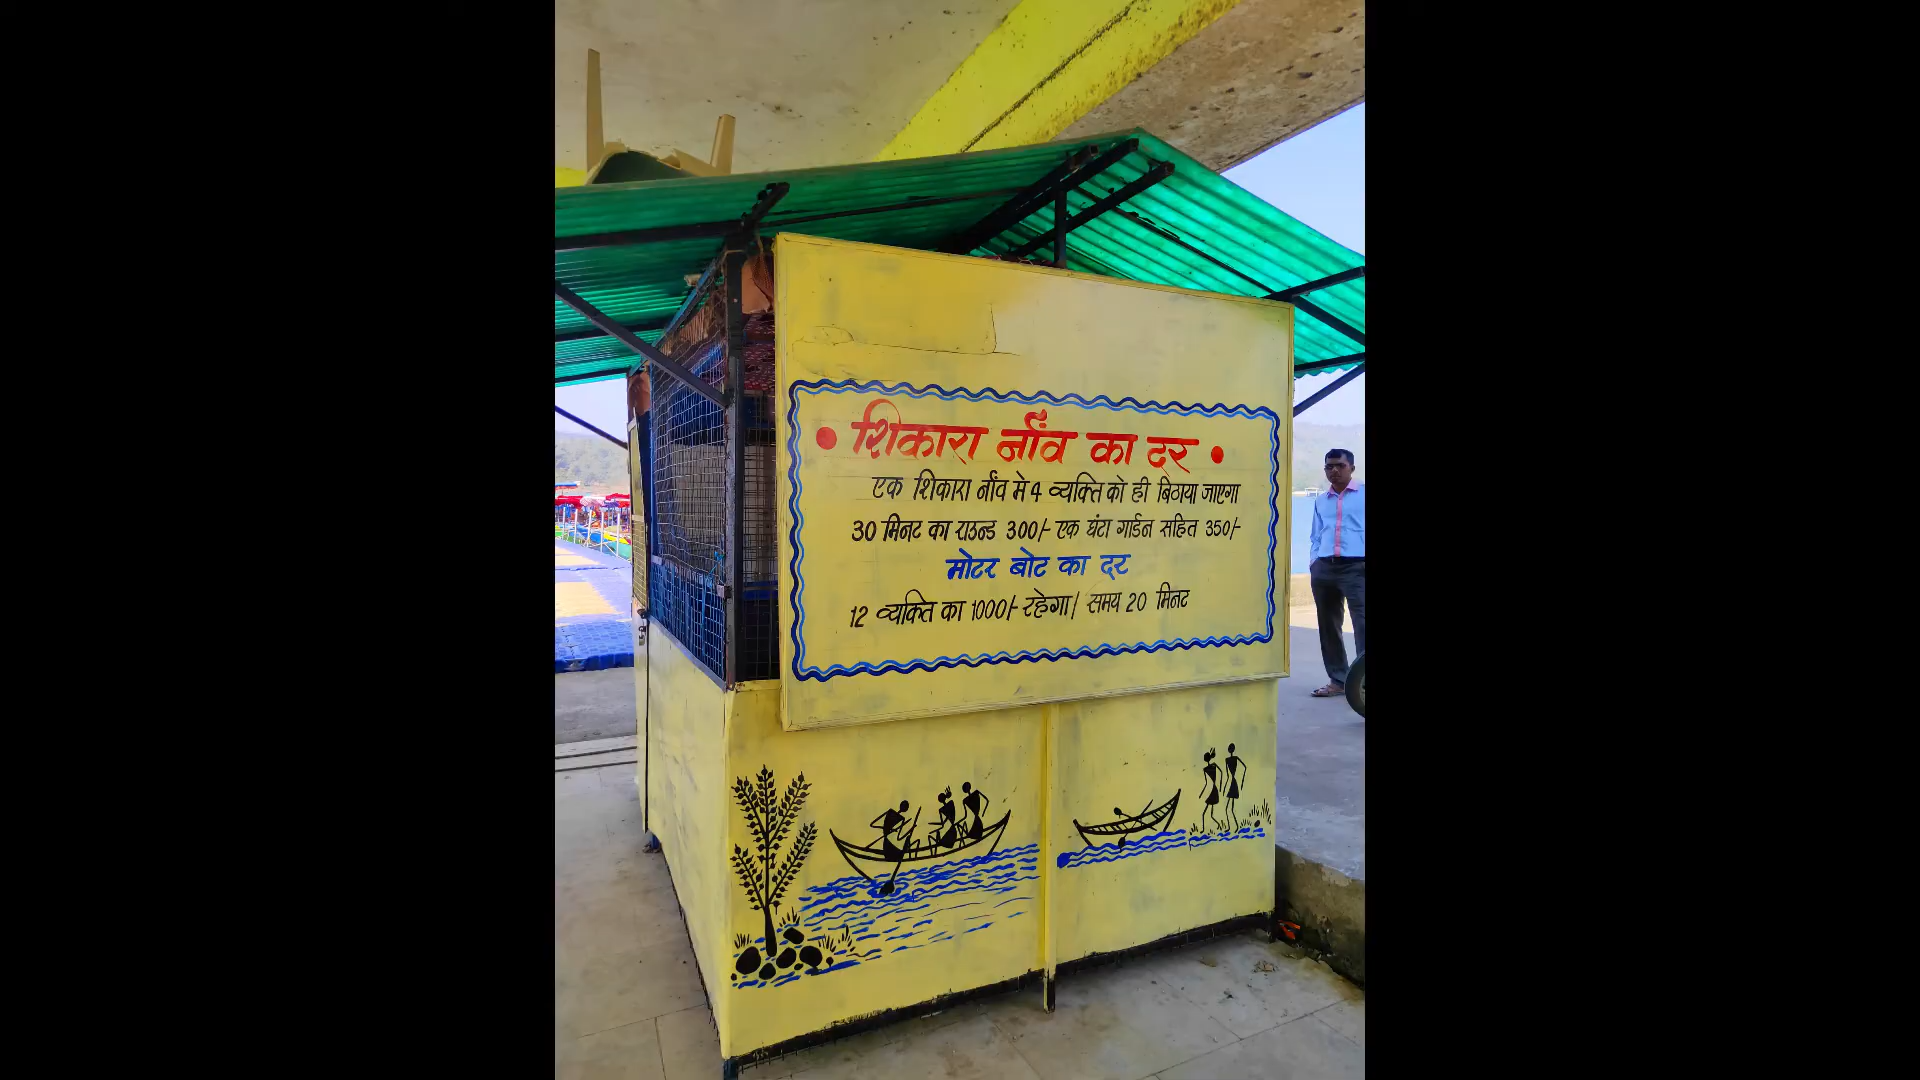 • शिकारा नाँव का दर •
एक शिकारा नाँव मे 4 व्यक्ति को ही बिठाया जाएगा
30 मिनट का राउन्ड 300/- एक घंटा गार्डन सहित 350/-
मोटर बोट का दर
12 व्यक्ति का 1000/- रहेगा/ समय 20 मिनट